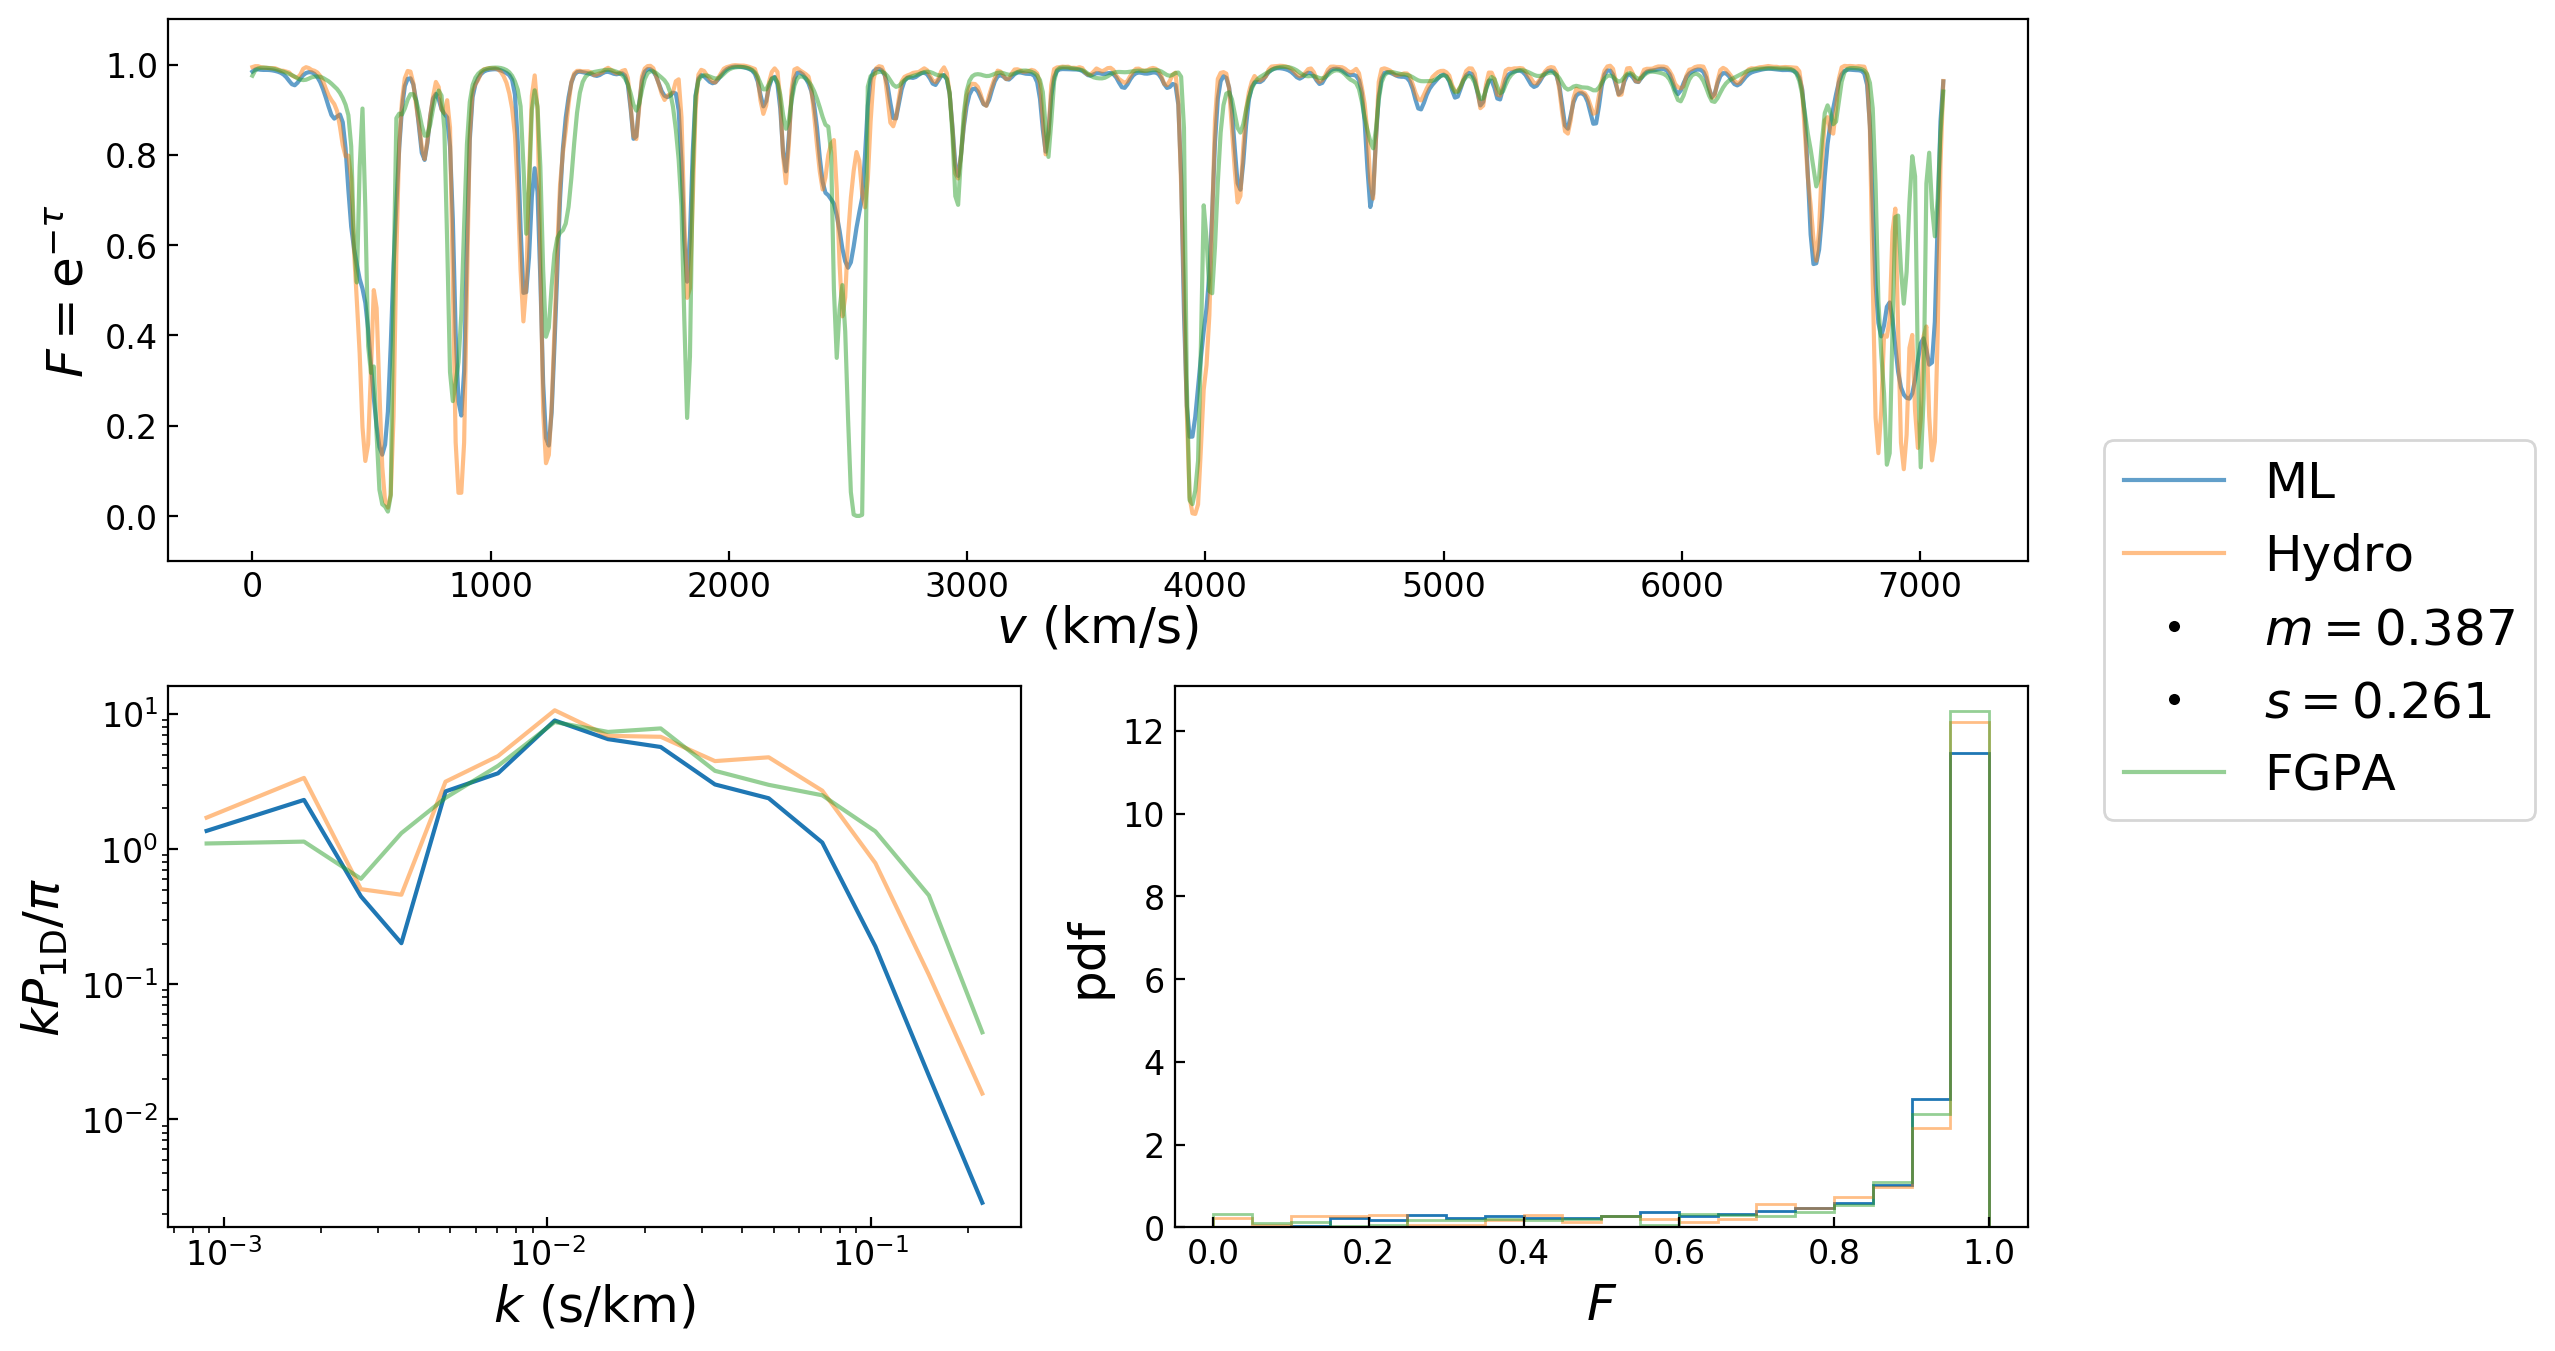 1.0
0.8
0.6
0.4
0.2
0.0
F = e^{−τ}
0 1000 2000 3000 4000 5000 6000 7000
v (km/s)
ML
Hydro
m = 0.387
s = 0.261
FGPA
10^1
10^0
10^{−1}
10^{−2}
kP_{1D}/π
10^{−3} 10^{−2} 10^{−1}
k (s/km)
12
10
8
6
4
2
0
pdf
0.0 0.2 0.4 0.6 0.8 1.0
F